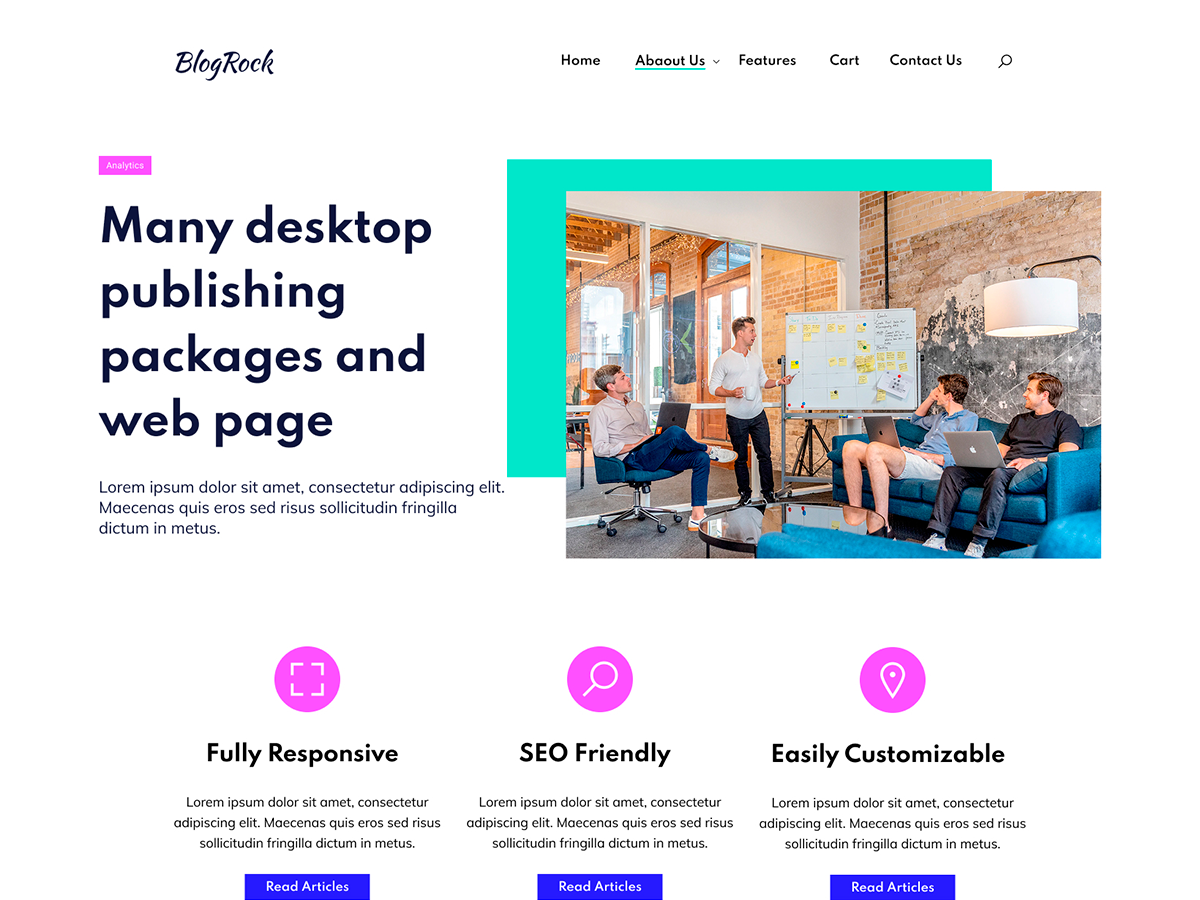 BlogRock
Home Abaout Us Features Cart Contact Us
Analytics
Many desktop
publishing
packages and
web page
Lorem ipsum dolor sit amet, consectetur adipiscing elit.
Maecenas quis eros sed risus sollicitudin fringilla
dictum in metus.
Fully Responsive
Lorem ipsum dolor sit amet, consectetur
adipiscing elit. Maecenas quis eros sed risus
sollicitudin fringilla dictum in metus.
Read Articles
SEO Friendly
Lorem ipsum dolor sit amet, consectetur
adipiscing elit. Maecenas quis eros sed risus
sollicitudin fringilla dictum in metus.
Read Articles
Easily Customizable
Lorem ipsum dolor sit amet, consectetur
adipiscing elit. Maecenas quis eros sed risus
sollicitudin fringilla dictum in metus.
Read Articles